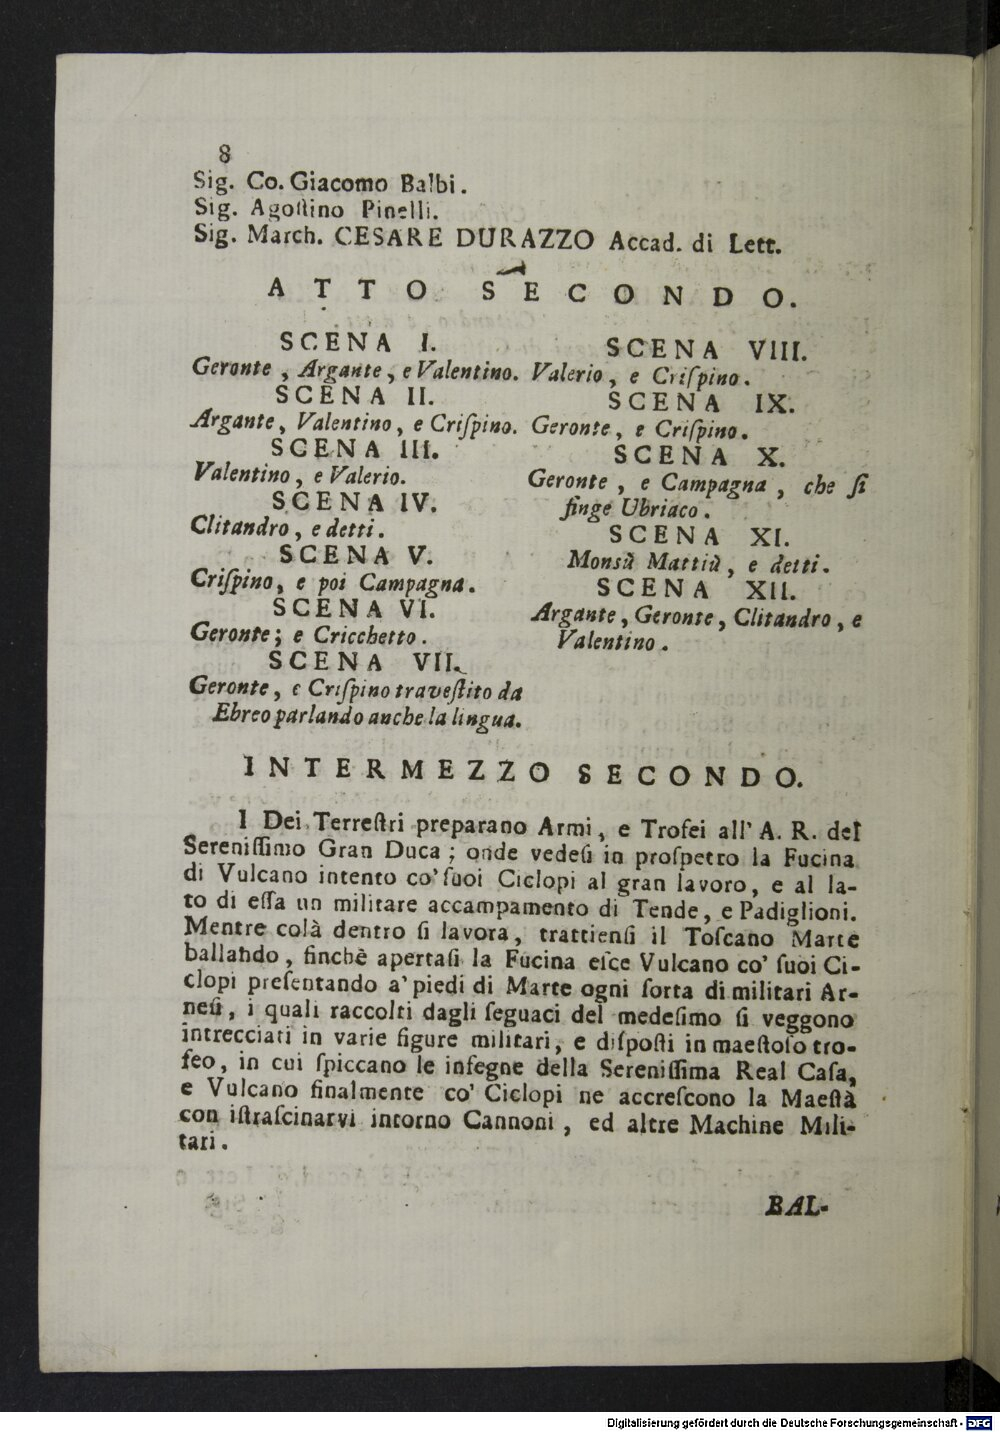 8
Sig. Co. Giacomo Balbi.
Sig. Agoſtino Pinelli.
Sig. March. CESARE DURAZZO Accad. di Lett.
ATTO SECONDO.
SCENA I.
Geronte, Argante, e Valentino.
SCENA II.
Argante, Valentino, e Criſpino.
SCENA III.
Valentino, e Valerio.
SCENA IV.
Clitandro, e detti.
SCENA V.
Criſpino, e poi Campagna.
SCENA VI.
Geronte; e Cricchetto.
SCENA VII.
Geronte, e Criſpino traveſtito da
Ebreo parlando anche la lingua.
SCENA VIII.
Valerio, e Criſpino.
SCENA IX.
Geronte, e Criſpino.
SCENA X.
Geronte, e Campagna, che ſi
finge Ubriaco.
SCENA XI.
Monsù Mattiù, e detti.
SCENA XII.
Argante, Geronte, Clitandro, e
Valentino.
INTERMEZZO SECONDO.
I Dei Terreſtri preparano Armi, e Trofei all' A. R. del
Sereniſſimo Gran Duca; onde vedeſi in proſpetto la Fucina
di Vulcano intento co' ſuoi Ciclopi al gran lavoro, e al la-
to di eſſa un militare accampamento di Tende, e Padiglioni.
Mentre colà dentro ſi lavora, trattienſi il Toſcano Marte
ballando, finchè apertaſi la Fucina eſce Vulcano co' ſuoi Ci-
clopi preſentando a' piedi di Marte ogni ſorta di militari Ar-
neſi, i quali raccolti dagli ſeguaci del medeſimo ſi veggono
intrecciati in varie figure militari, e diſpoſti in maeſtoſo tro-
feo, in cui ſpiccano le inſegne della Sereniſſima Real Caſa,
e Vulcano finalmente co' Ciclopi ne accreſcono la Maeſtà
con iſtraſcinarvi intorno Cannoni, ed altre Machine Mili-
tari.
BAL-
Digitalisierung gefördert durch die Deutsche Forschungsgemeinschaft - DFG